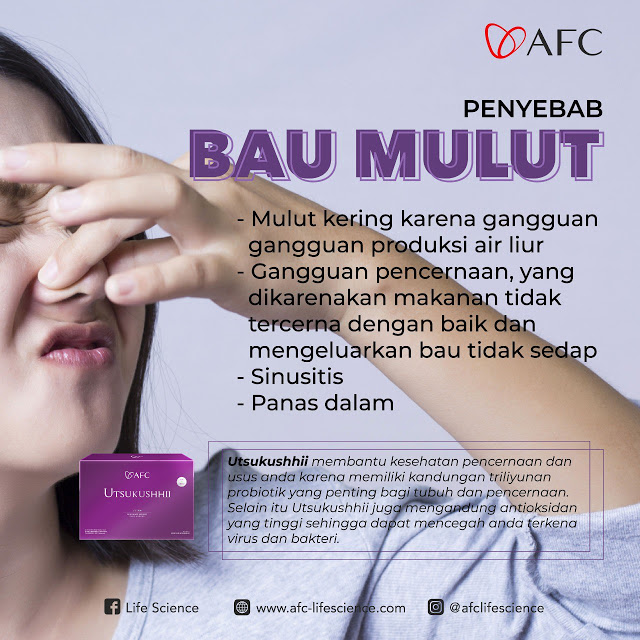 AFC
PENYEBAB
BAU MULUT
- Mulut kering karena gangguan
gangguan produksi air liur
- Gangguan pencernaan, yang
dikarenakan makanan tidak
tercerna dengan baik dan
mengeluarkan bau tidak sedap
- Sinusitis
- Panas dalam
AFC
UTSUKUSHHII
Utsukushhii membantu kesehatan pencernaan dan
usus anda karena memiliki kandungan triliyunan
probiotik yang penting bagi tubuh dan pencernaan.
Selain itu Utsukushhii juga mengandung antioksidan
yang tinggi sehingga dapat mencegah anda terkena
virus dan bakteri.
Life Science
www.afc-lifescience.com
@afclifescience